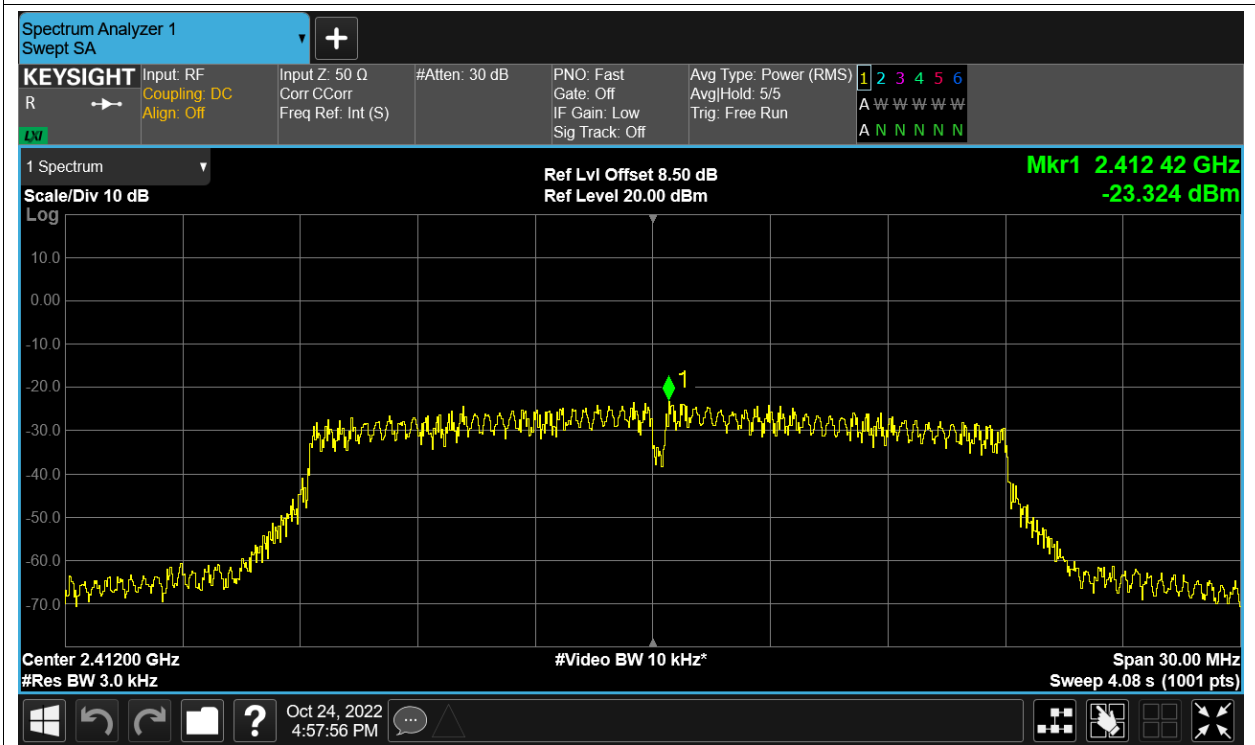 Spectrum Analyzer 1
Swept SA
KEYSIGHT
R
LXI
Input: RF
Coupling: DC
Align: Off
Input Z: 50 Ω
Corr CCorr
Freq Ref: Int (S)
#Atten: 30 dB
PNO: Fast
Gate: Off
IF Gain: Low
Sig Track: Off
Avg Type: Power (RMS)
Avg|Hold: 5/5
Trig: Free Run
1 2 3 4 5 6
A W W W W W
A N N N N N
1 Spectrum
Scale/Div 10 dB
Log
Ref Lvl Offset 8.50 dB
Ref Level 20.00 dBm
Mkr1 2.412 42 GHz
-23.324 dBm
10.0
0.00
-10.0
-20.0
-30.0
-40.0
-50.0
-60.0
-70.0
1
Center 2.41200 GHz
#Res BW 3.0 kHz
#Video BW 10 kHz*
Span 30.00 MHz
Sweep 4.08 s (1001 pts)
?
Oct 24, 2022
4:57:56 PM